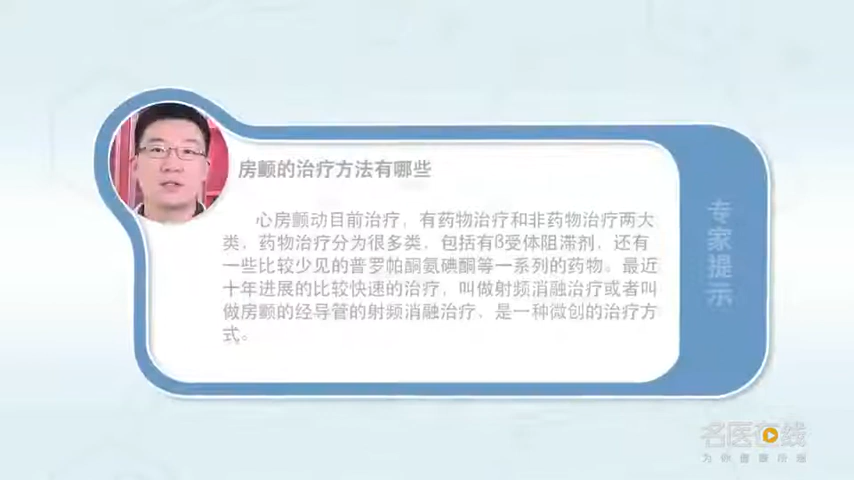 房颤的治疗方法有哪些
心房颤动目前治疗，有药物治疗和非药物治疗两大
类，药物治疗分为很多类，包括有β受体阻滞剂，还有
一些比较少见的普罗帕酮氨碘酮等一系列的药物。最近
十年进展的比较快速的治疗，叫做射频消融治疗或者叫
做房颤的经导管的射频消融治疗、是一种微创的治疗方
式。
专家提示
名医在线